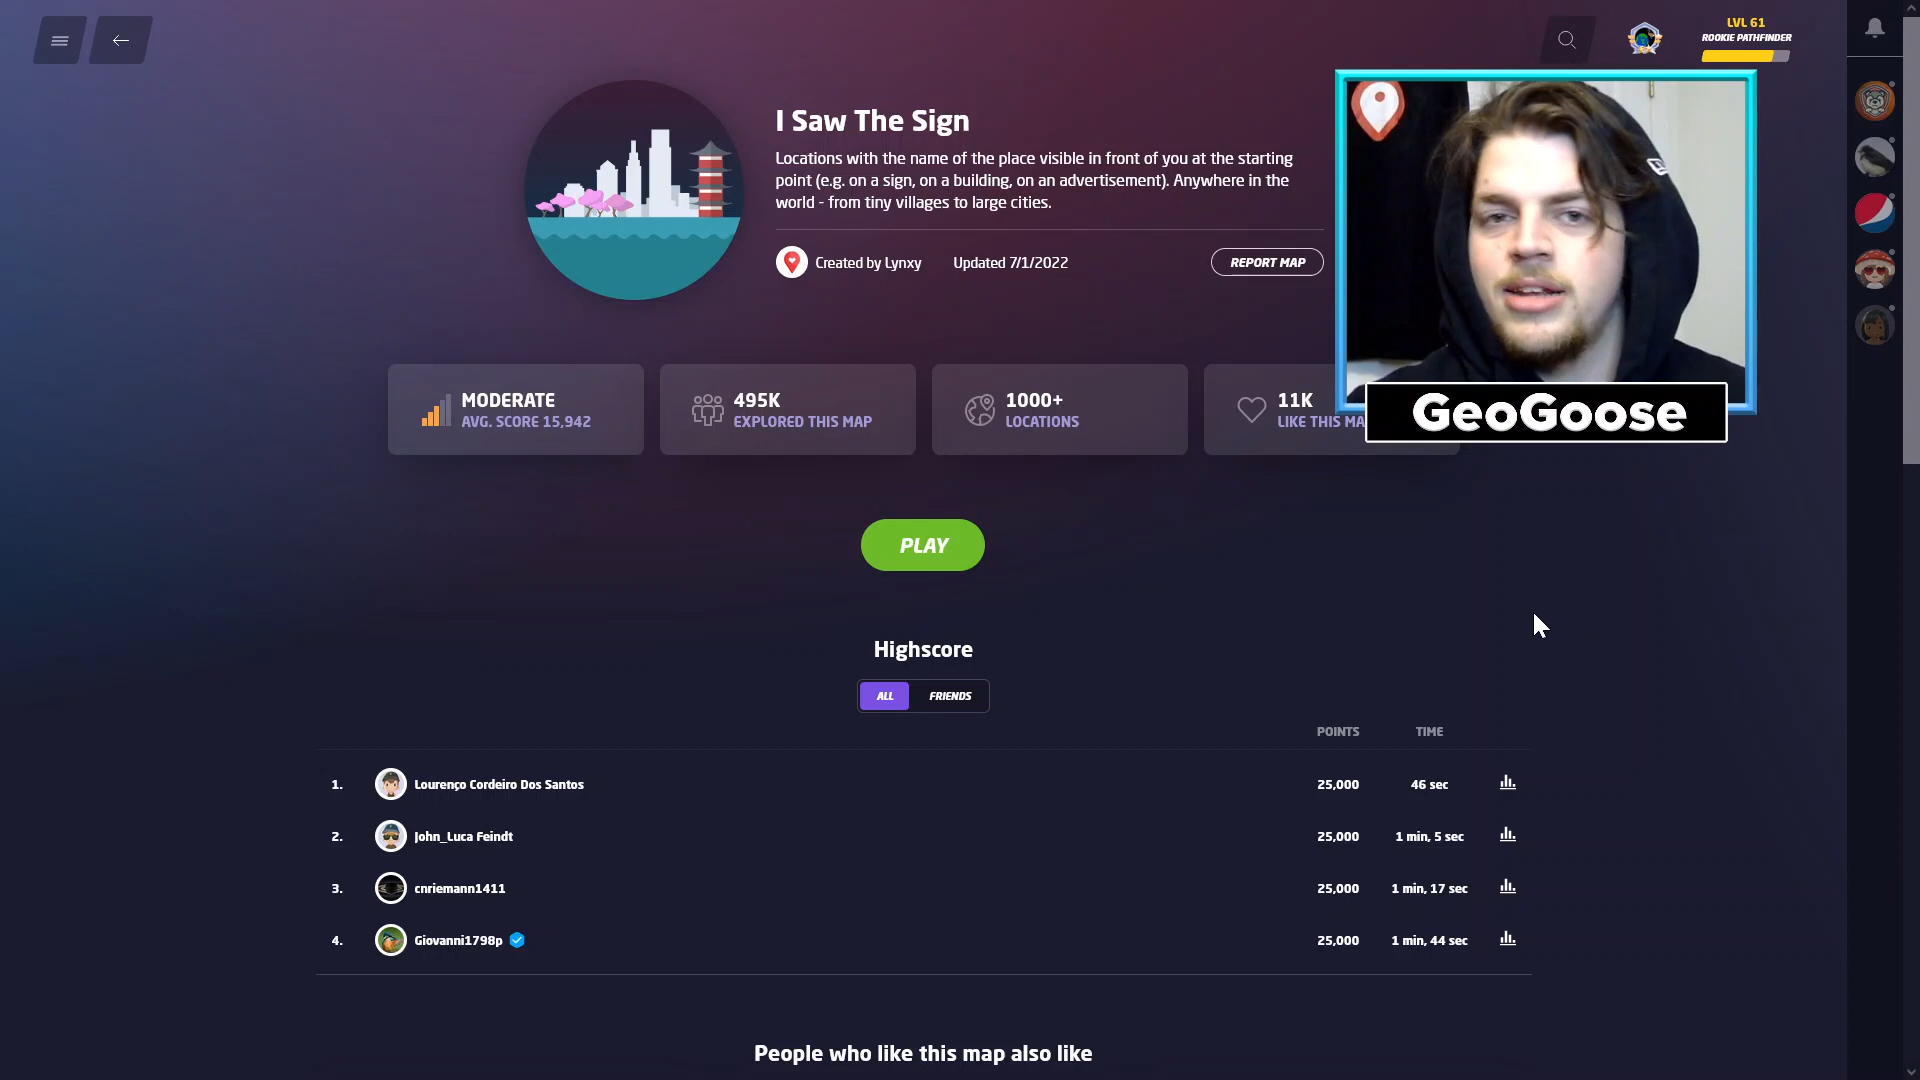 LVL 61
ROOKIE PATHFINDER
I Saw The Sign
Locations with the name of the place visible in front of you at the starting
point (e.g. on a sign, on a building, on an advertisement). Anywhere in the
world - from tiny villages to large cities.
Created by Lynxy Updated 7/1/2022 REPORT MAP
MODERATE
AVG. SCORE 15,942
495K
EXPLORED THIS MAP
1000+
LOCATIONS
11K
LIKE THIS MA
GeoGoose
PLAY
Highscore
ALL FRIENDS
POINTS TIME
1. Lourenço Cordeiro Dos Santos 25,000 46 sec
2. John_Luca Feindt 25,000 1 min, 5 sec
3. cnriemann1411 25,000 1 min, 17 sec
4. Giovanni1798p 25,000 1 min, 44 sec
People who like this map also like